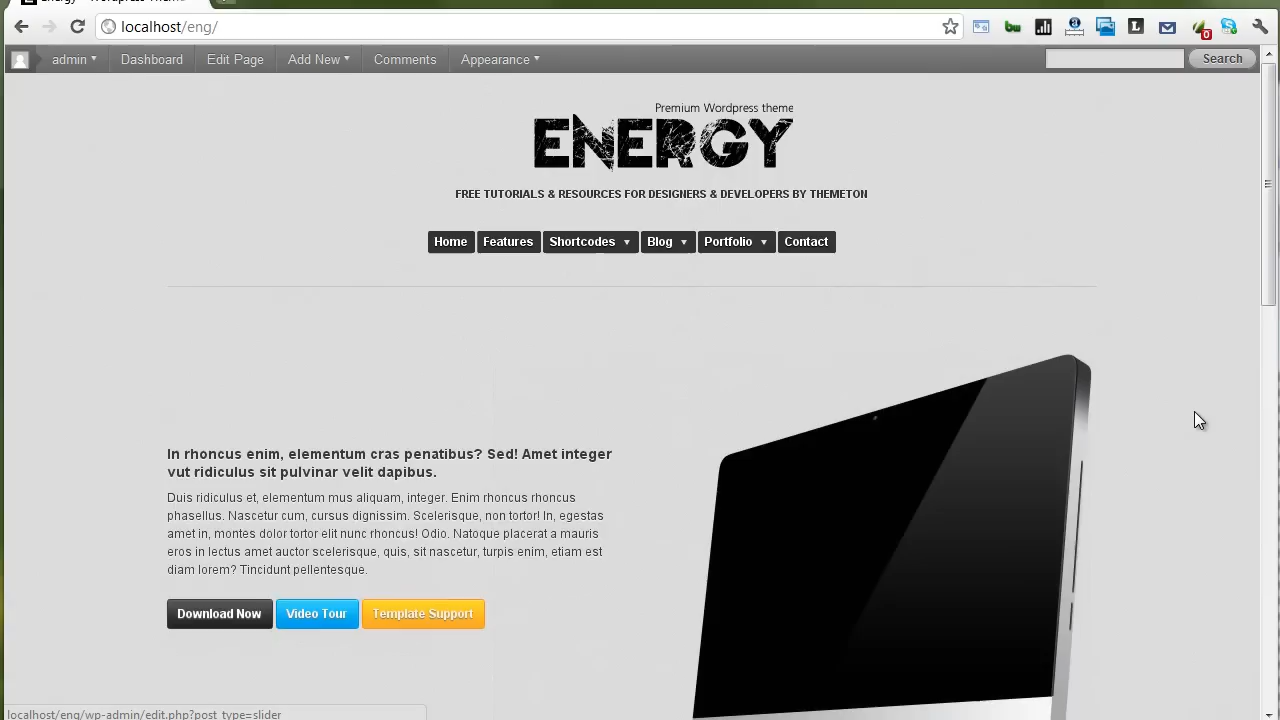 localhost/eng/
admin Dashboard Edit Page Add New Comments Appearance Search
Premium Wordpress theme
ENERGY
FREE TUTORIALS & RESOURCES FOR DESIGNERS & DEVELOPERS BY THEMETON
Home Features Shortcodes Blog Portfolio Contact
In rhoncus enim, elementum cras penatibus? Sed! Amet integer
vut ridiculus sit pulvinar velit dapibus.
Duis ridiculus et, elementum mus aliquam, integer. Enim rhoncus rhoncus
phasellus. Nascetur cum, cursus dignissim. Scelerisque, non tortor! In, egestas
amet in, montes dolor tortor elit nunc rhoncus! Odio. Natoque placerat a mauris
eros in lectus amet auctor scelerisque, quis, sit nascetur, turpis enim, etiam est
diam lorem? Tincidunt pellentesque.
Download Now Video Tour Template Support
localhost/eng/wp-admin/edit.php?post_type=slider